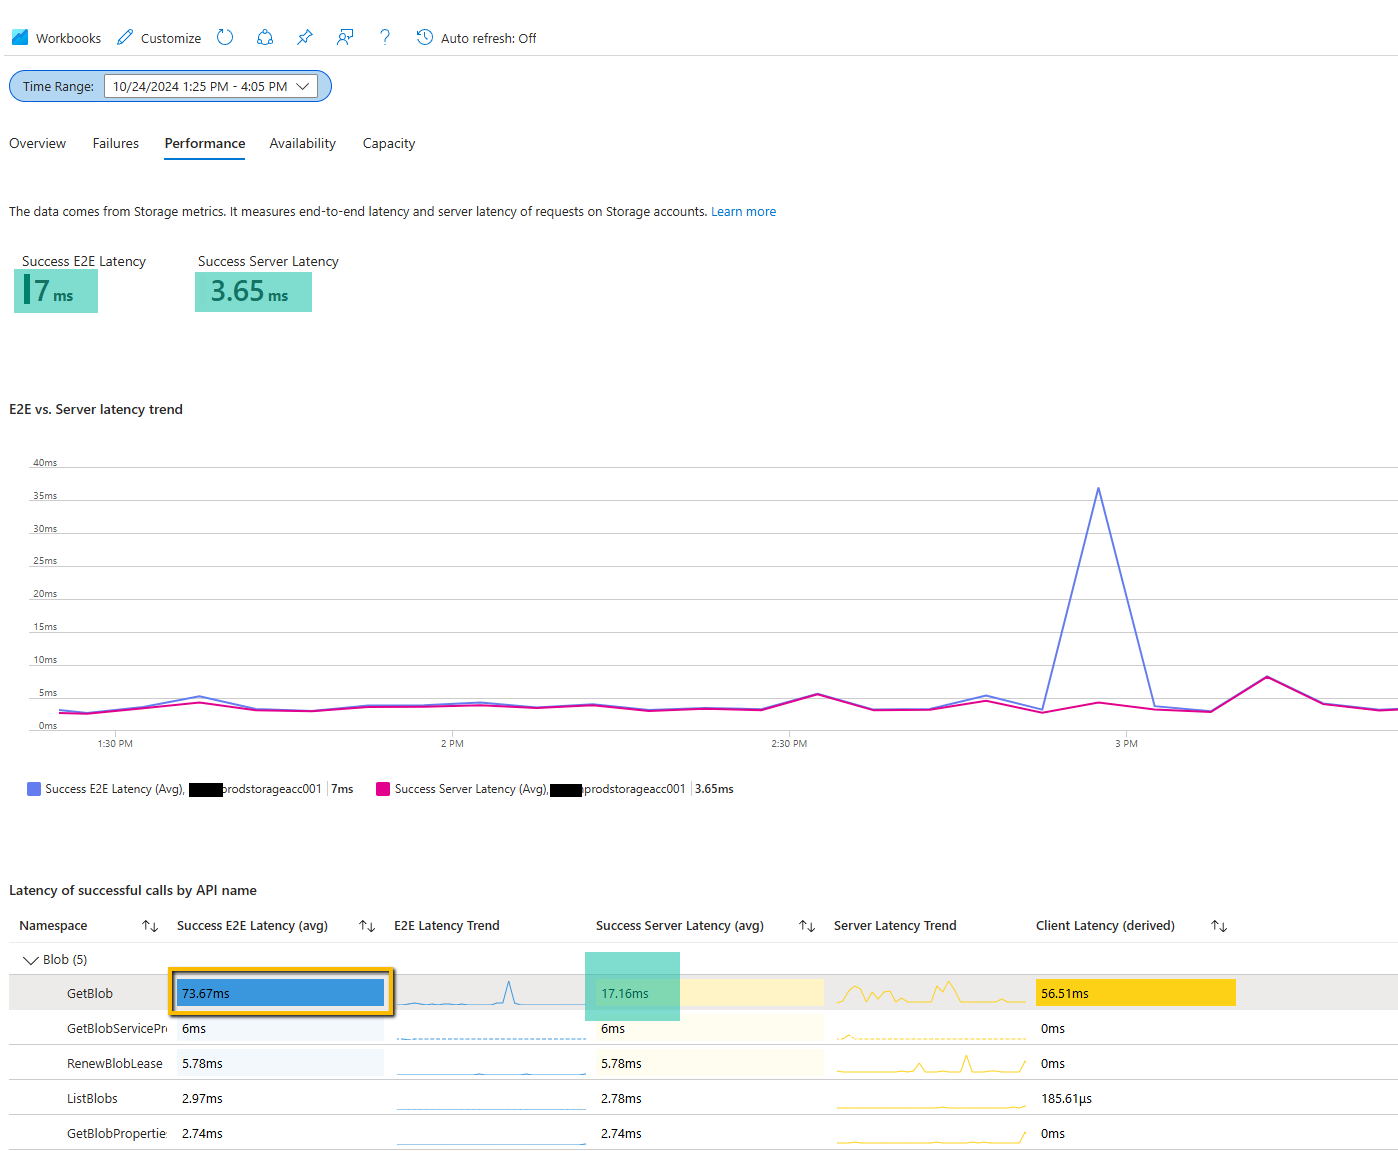 Workbooks Customize ? Auto refresh: Off
Time Range: 10/24/2024 1:25 PM - 4:05 PM
Overview Failures Performance Availability Capacity
The data comes from Storage metrics. It measures end-to-end latency and server latency of requests on Storage accounts. Learn more
Success E2E Latency Success Server Latency
7 ms 3.65 ms
E2E vs. Server latency trend
40ms
35ms
30ms
25ms
20ms
15ms
10ms
5ms
0ms
1:30 PM 2 PM 2:30 PM 3 PM
Success E2E Latency (Avg), prodstorageacc001 7ms Success Server Latency (Avg), prodstorageacc001 3.65ms
Latency of successful calls by API name
Namespace Success E2E Latency (avg) E2E Latency Trend Success Server Latency (avg) Server Latency Trend Client Latency (derived)
Blob (5)
GetBlob 73.67ms 17.16ms 56.51ms
GetBlobServicePr 6ms 6ms 0ms
RenewBlobLease 5.78ms 5.78ms 0ms
ListBlobs 2.97ms 2.78ms 185.61µs
GetBlobPropertie 2.74ms 2.74ms 0ms